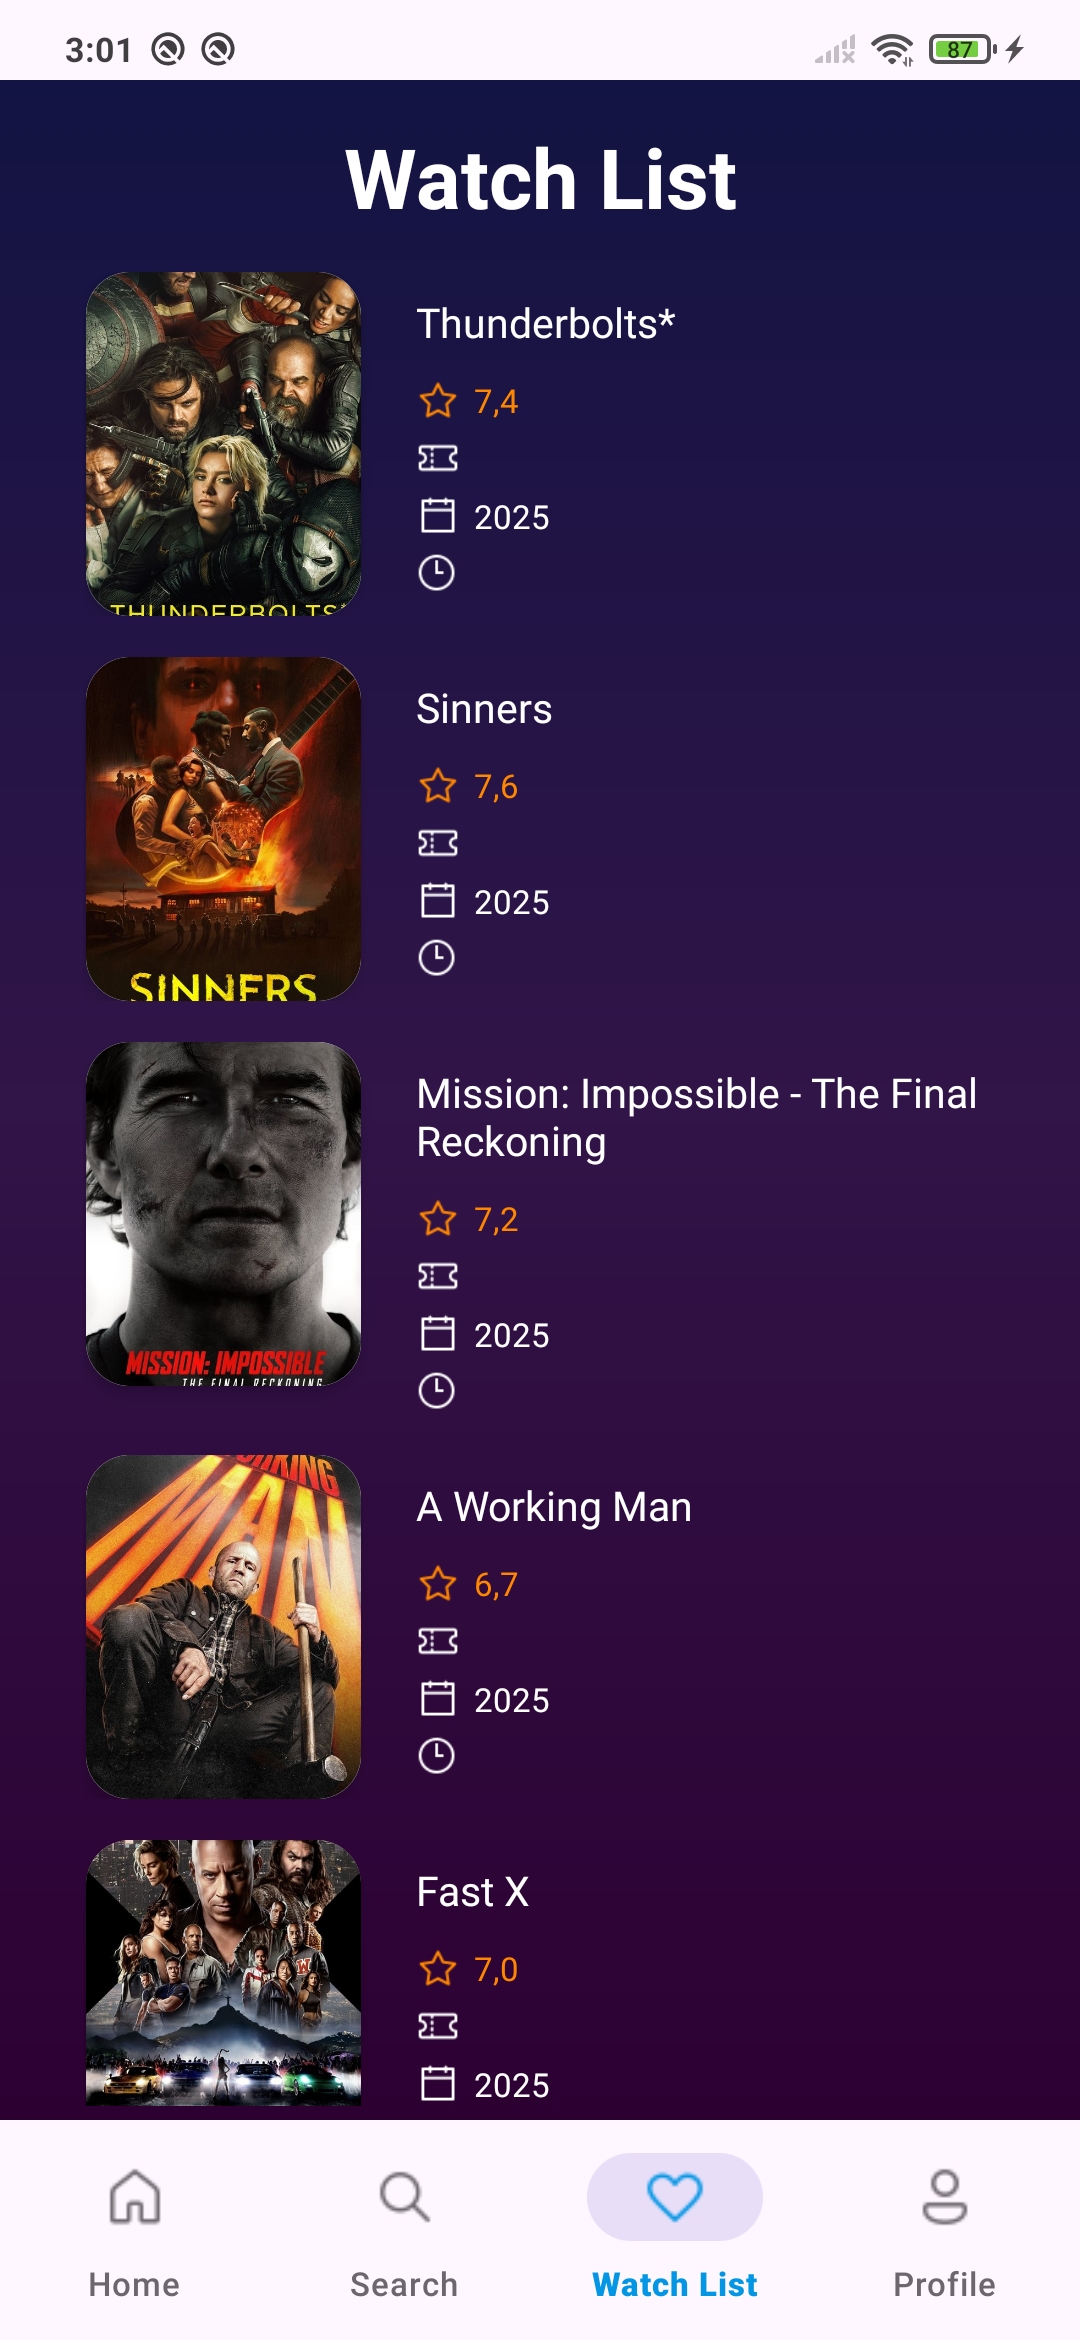 3:01
87
Watch List
THUNDERBOLTS*
Thunderbolts*
7,4
2025
SINNERS
Sinners
7,6
2025
MISSION: IMPOSSIBLE
THE FINAL RECKONING
Mission: Impossible - The Final
Reckoning
7,2
2025
WORKING
MAN
A Working Man
6,7
2025
Fast X
7,0
2025
Home
Search
Watch List
Profile